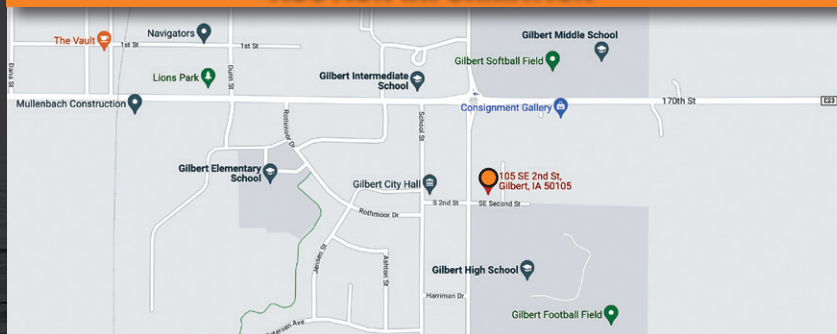 Gilbert Middle School
Navigators
The Vault
1st St
1st St
Gilbert Softball Field
Dana St
Dunn St
Lions Park
Gilbert Intermediate
School
Mullenbach Construction
Consignment Gallery
170th St
E23
Rothmoor Dr
School St
Gilbert Elementary
School
Gilbert City Hall
105 SE 2nd St,
Gilbert, IA 50105
S 2nd St
SE Second St
Rothmoor Dr
Jensen St
Ashton St
Gilbert High School
Harriman Dr
Gilbert Football Field